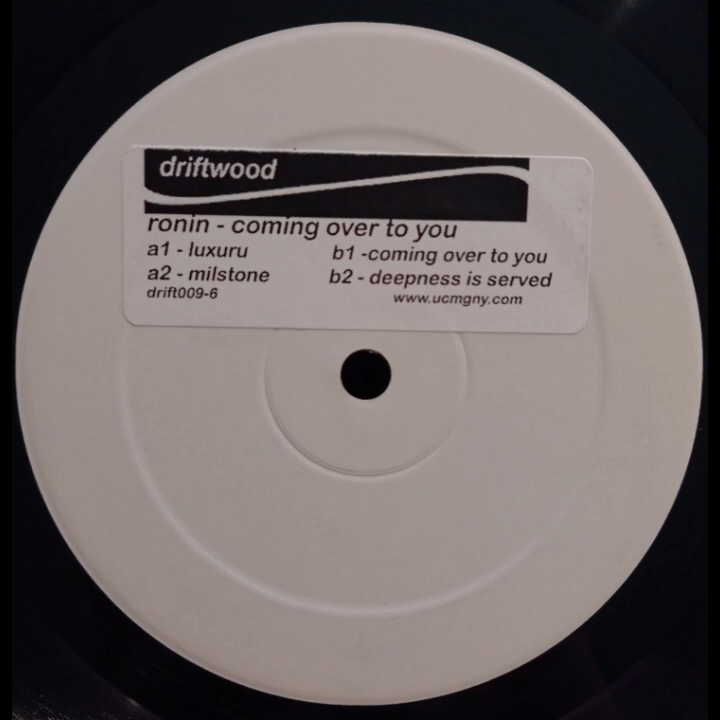 driftwood
ronin - coming over to you
a1 - luxuru
b1 -coming over to you
a2 - milstone
b2 - deepness is served
drift009-6
www.ucmgny.com